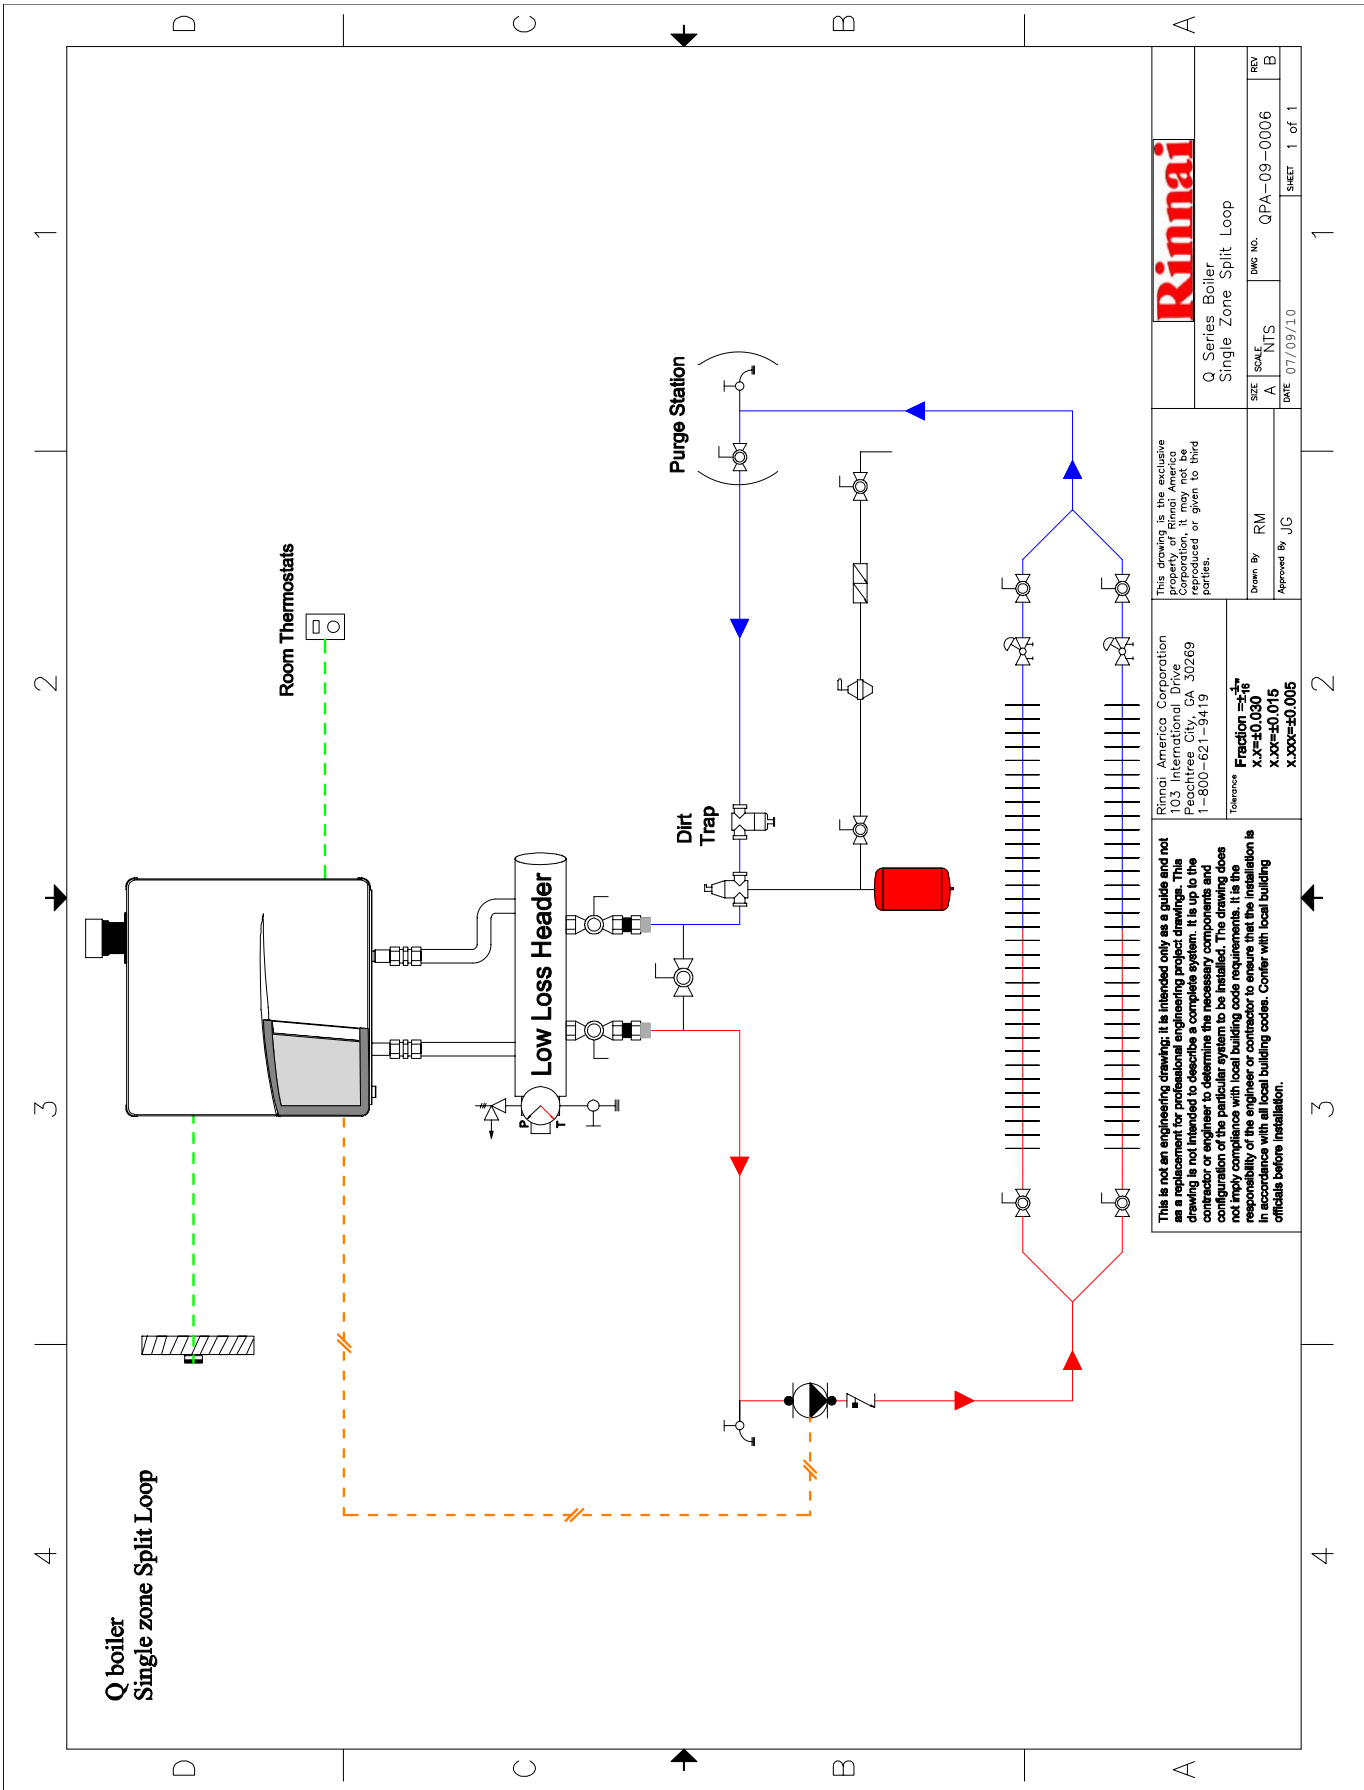 Q boiler
Single zone Split Loop
Room Thermostats
Low Loss Header
P
T
Dirt
Trap
Purge Station
4
3
2
1
D
C
B
A
D
C
B
A
4
3
2
1
This is not an engineering drawing; it is intended only as a guide and not
as a replacement for professional engineering project drawings. This
drawing is not intended to describe a complete system. It is up to the
contractor or engineer to determine the necessary components and
configuration of the particular system to be installed. The drawing does
not imply compliance with local building code requirements. It is the
responsibility of the engineer or contractor to ensure that the installation is
in accordance with all local building codes. Confer with local building
officials before installation.
Rinnai America Corporation
103 International Drive
Peachtree City, GA 30269
1-800-621-9419
Tolerance
Fraction =±1/16"
X.X=±0.030
X.XX=±0.015
X.XXX=±0.005
This drawing is the exclusive
property of Rinnai America
Corporation, it may not be
reproduced or given to third
parties.
Drawn By RM
Approved By JG
Rinnai
Q Series Boiler
Single Zone Split Loop
SIZE A
SCALE NTS
DWG NO. QPA-09-0006
REV B
DATE 07/09/10
SHEET 1 of 1